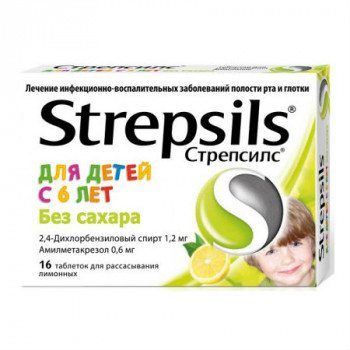 Лечение инфекционно-воспалительных заболеваний полости рта и глотки
Strepsils®
Стрепсилс®
ДЛЯ ДЕТЕЙ
С 6 ЛЕТ
Без сахара
2,4-Дихлорбензиловый спирт 1,2 мг
Амилметакрезол 0,6 мг
16 таблеток для рассасывания
лимонных